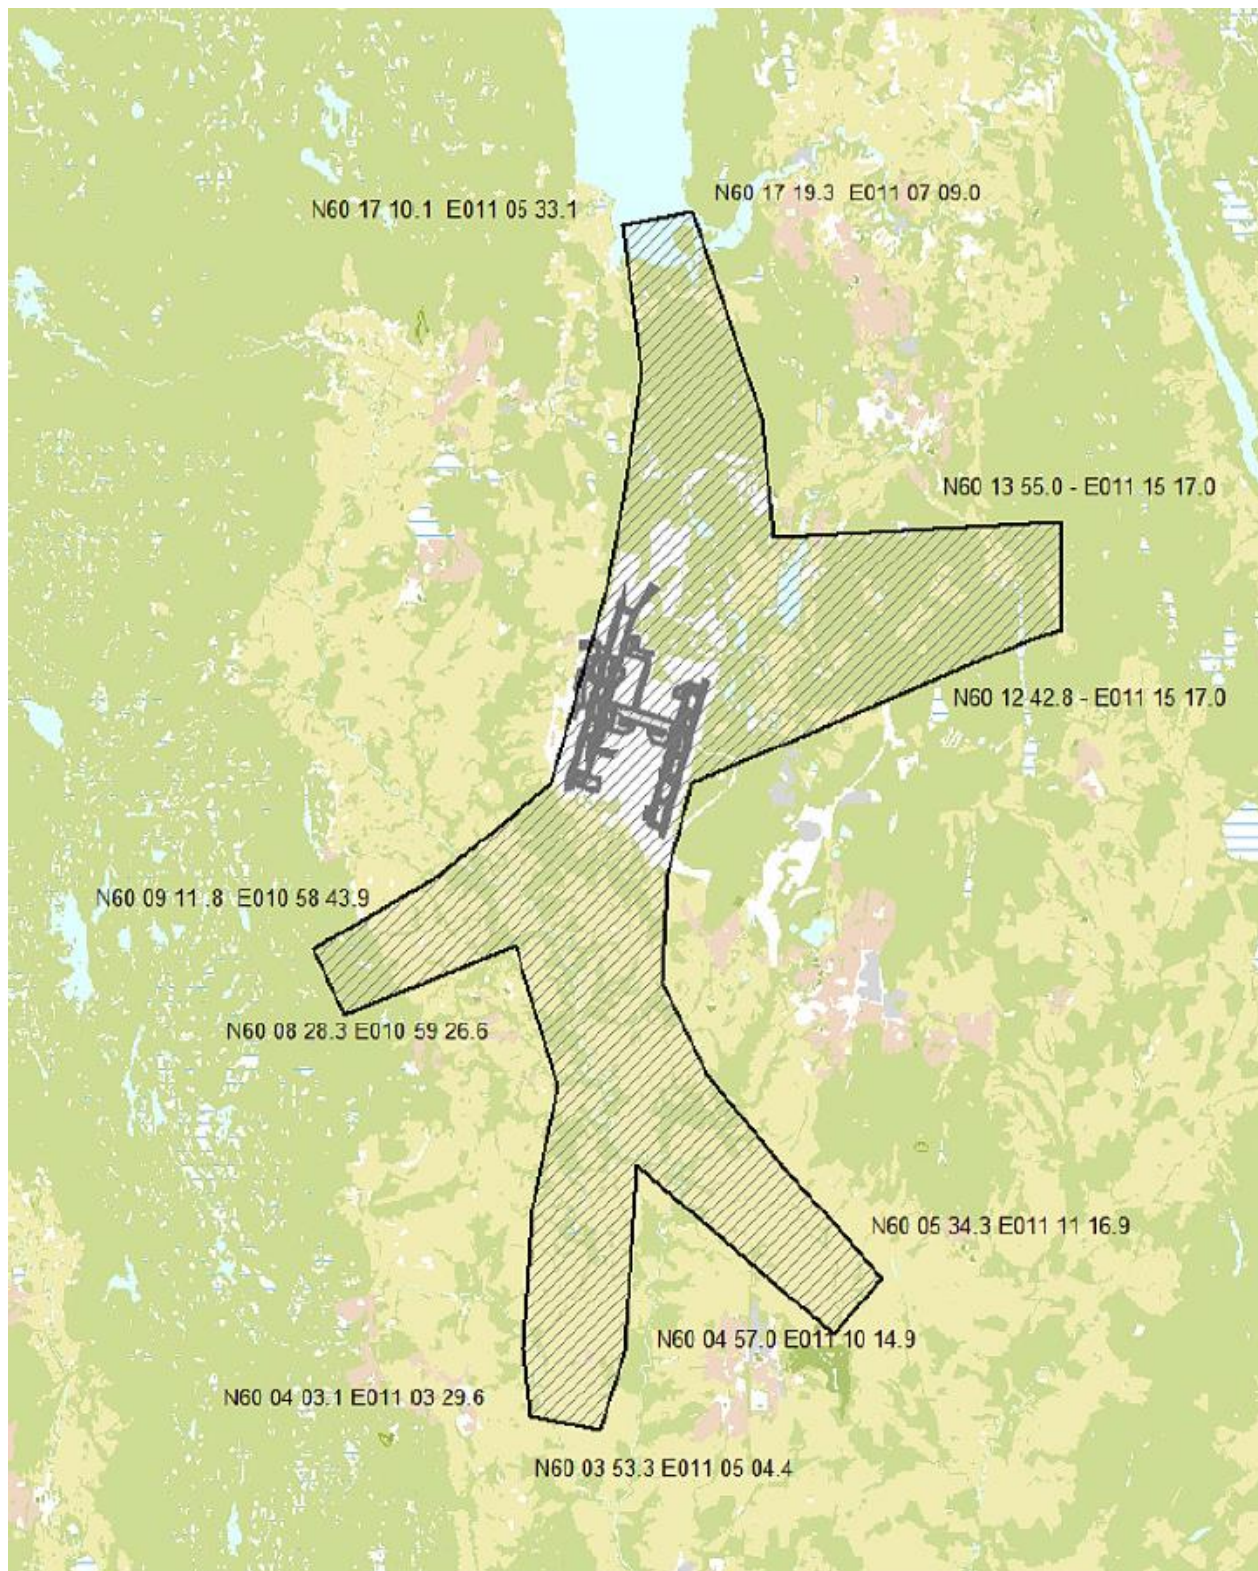 N60 17 19.3 E011 07 09.0
N60 17 10.1 E011 05 33.1
N60 13 55.0 - E011 15 17.0
N60 12 42.8 - E011 15 17.0
N60 09 11.8 E010 58 43.9
N60 08 28.3 E010 59 26.6
N60 05 34.3 E011 11 16.9
N60 04 57.0 E011 10 14.9
N60 04 03.1 E011 03 29.6
N60 03 53.3 E011 05 04.4